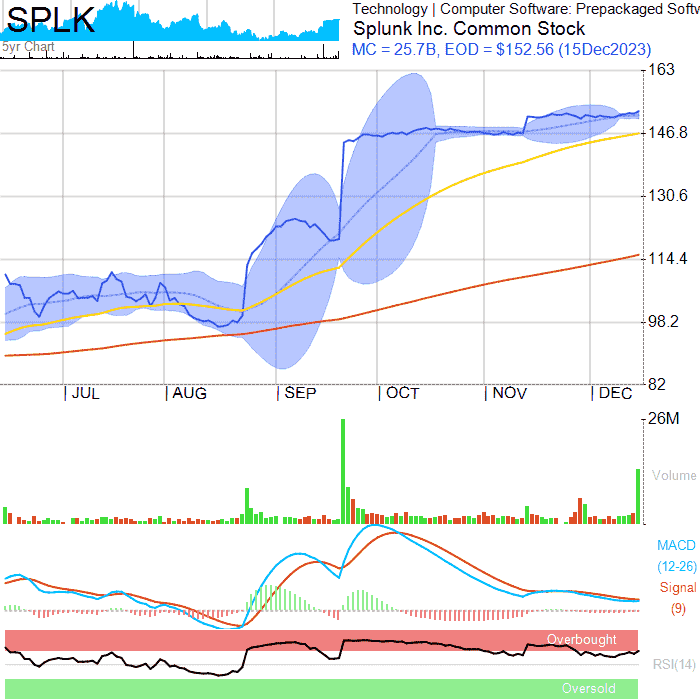 SPLK
5yr Chart
Technology | Computer Software: Prepackaged Softw
Splunk Inc. Common Stock
MC = 25.7B, EOD = $152.56 (15Dec2023)
163
146.8
130.6
114.4
98.2
82
JUL
AUG
SEP
OCT
NOV
DEC
26M
Volume
MACD
(12-26)
Signal
(9)
Overbought
RSI(14)
Oversold